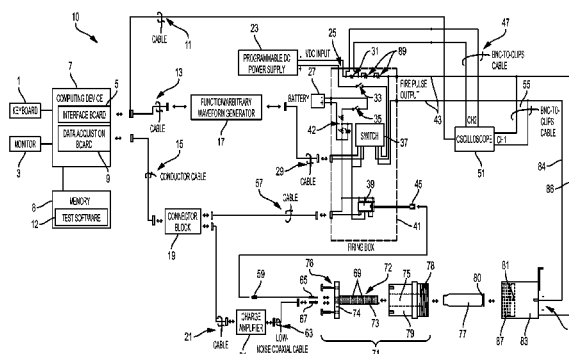 10
1
KEYBOARD
MONITOR
3
7
COMPUTING DEVICE
5
INTERFACE BOARD
DATA ACQUISITION
BOARD
9
8
MEMORY
TEST SOFTWARE
12
CABLE
11
13
CABLE
15
CONDUCTOR CABLE
FUNCTION/ARBITRARY
WAVEFORM GENERATOR
17
CONNECTOR
BLOCK
19
21
CABLE
CHARGE
AMPLIFIER
LOW-
NOISE COAXIAL CABLE
63
23
PROGRAMMABLE DC
POWER SUPPLY
VDC INPUT
25
31
89
BATTERY
27
33
35
42
SWITCH
37
29
CABLE
57
CABLE
39
45
41
FIRING BOX
FIRE PULSE
OUTPUT
43
47
BNC-TO-CLIPS
CABLE
55
BNC-TO-
CLIPS
CABLE
CH2
CH1
OSCILLOSCOPE
51
84
86
59
65
67
76
69
72
74
73
75
78
79
71
77
80
81
87
83